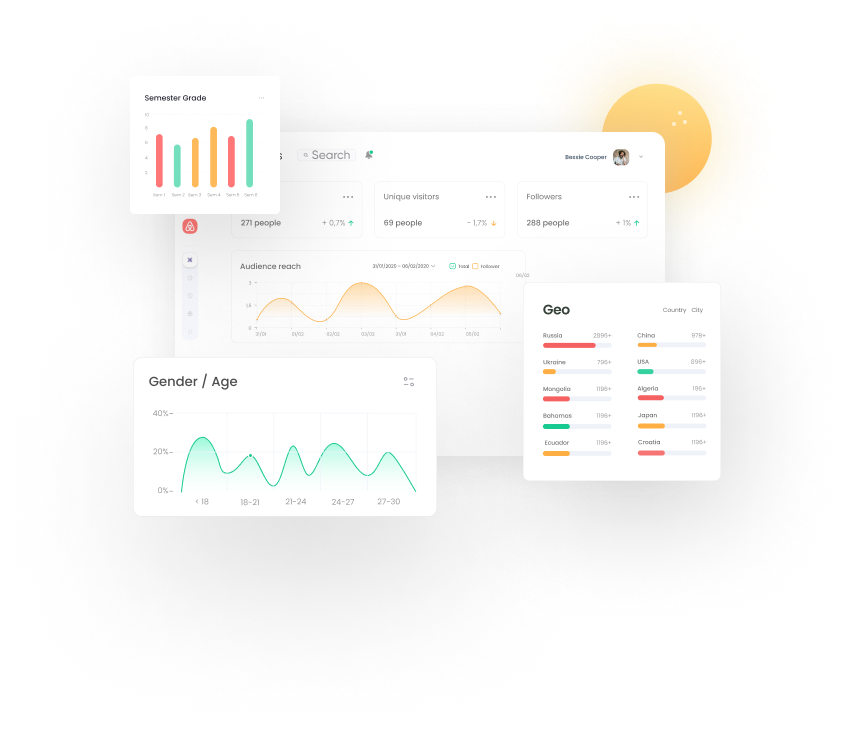 Semester Grade
10
8
6
4
2
Sem 1 Sem 2 Sem 3 Sem 4 Sem 5 Sem 6
s
Search
Bessie Cooper
271 people + 0,7%
Unique visitors
69 people - 1,7%
Followers
288 people + 1%
Audience reach
31/01/2020 – 06/02/2020
Total
Follower
06/02
3
1.5
0
31/01 01/02 02/02 03/02 31/01 04/02 05/02
Geo
Country City
Russia 2895+
Ukraine 796+
Mongolia 1196+
Bahamas 1196+
Ecuador 1196+
China 978+
USA 899+
Algeria 195+
Japan 1196+
Croatia 1196+
Gender / Age
40%
20%
0%
< 18 18-21 21-24 24-27 27-30